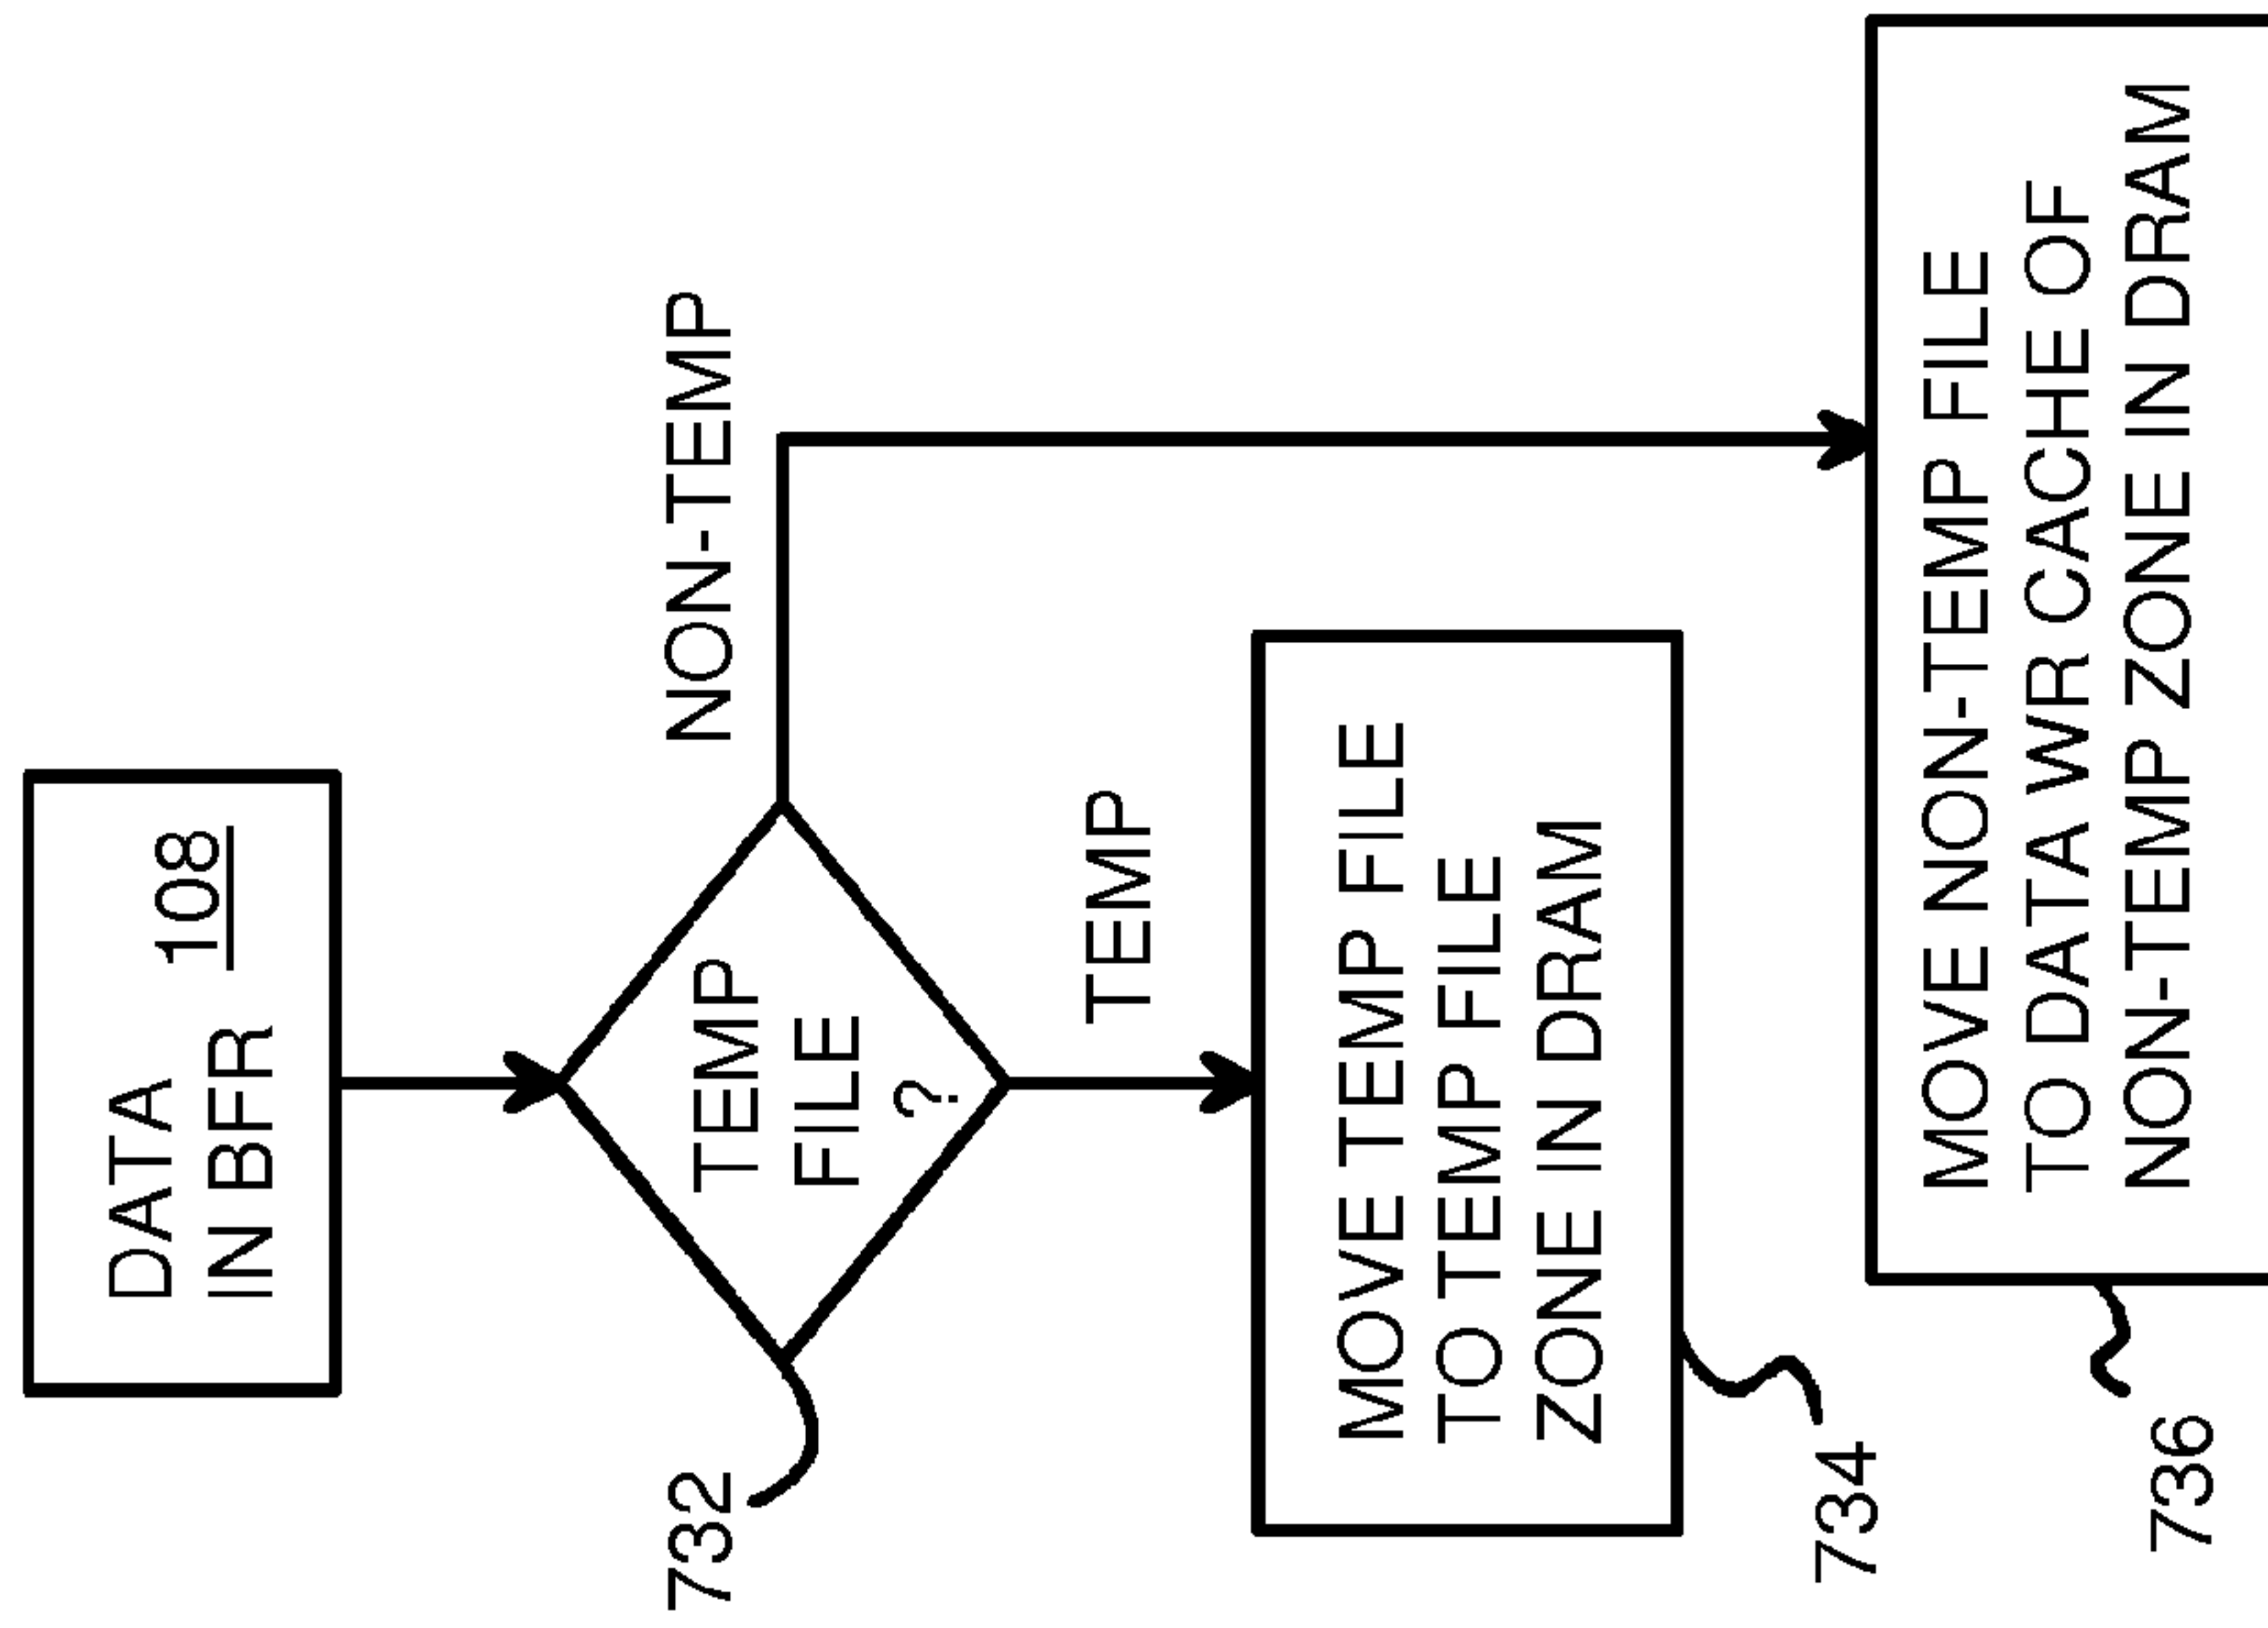 DATA
IN BFR 108
732
TEMP
FILE
?
NON-TEMP
TEMP
MOVE TEMP FILE
TO TEMP FILE
ZONE IN DRAM
734
MOVE NON-TEMP FILE
TO DATA WR CACHE OF
NON-TEMP ZONE IN DRAM
736